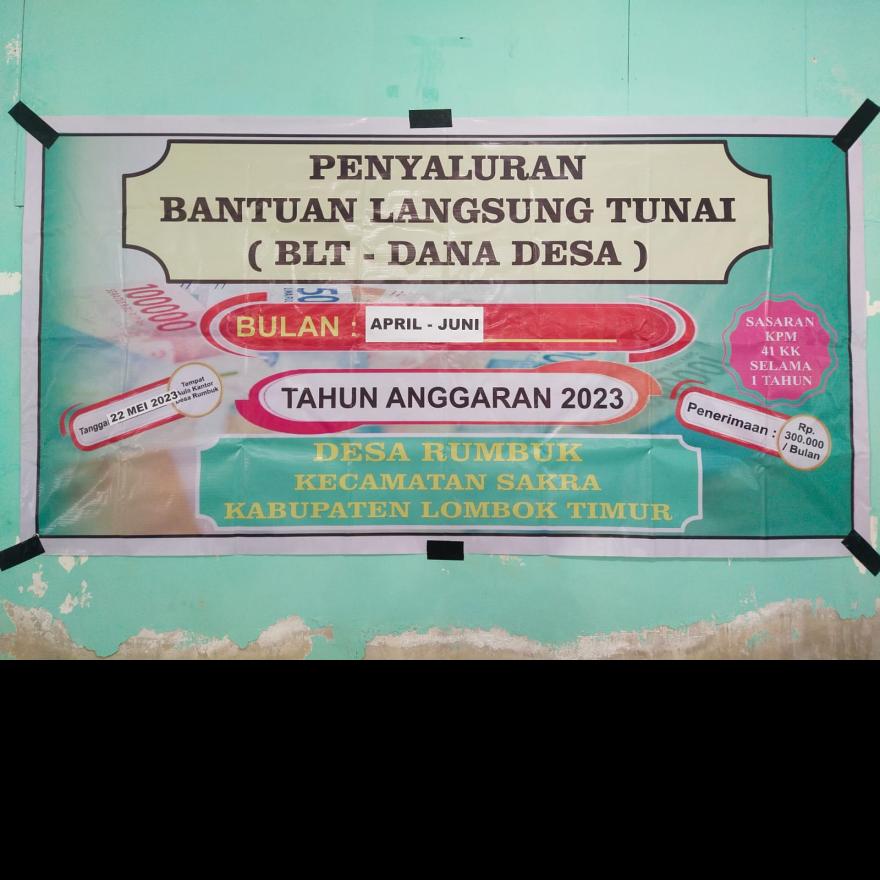 PENYALURAN
BANTUAN LANGSUNG TUNAI
( BLT - DANA DESA )
100000
50
BULAN : APRIL - JUNI
SASARAN
KPM
41 KK
SELAMA
1 TAHUN
TAHUN ANGGARAN 2023
22 MEI 2023
Tempat
Kantor
Desa Rumbuk
Penerimaan :
Rp.
300.000
/ Bulan
DESA RUMBUK
KECAMATAN SAKRA
KABUPATEN LOMBOK TIMUR